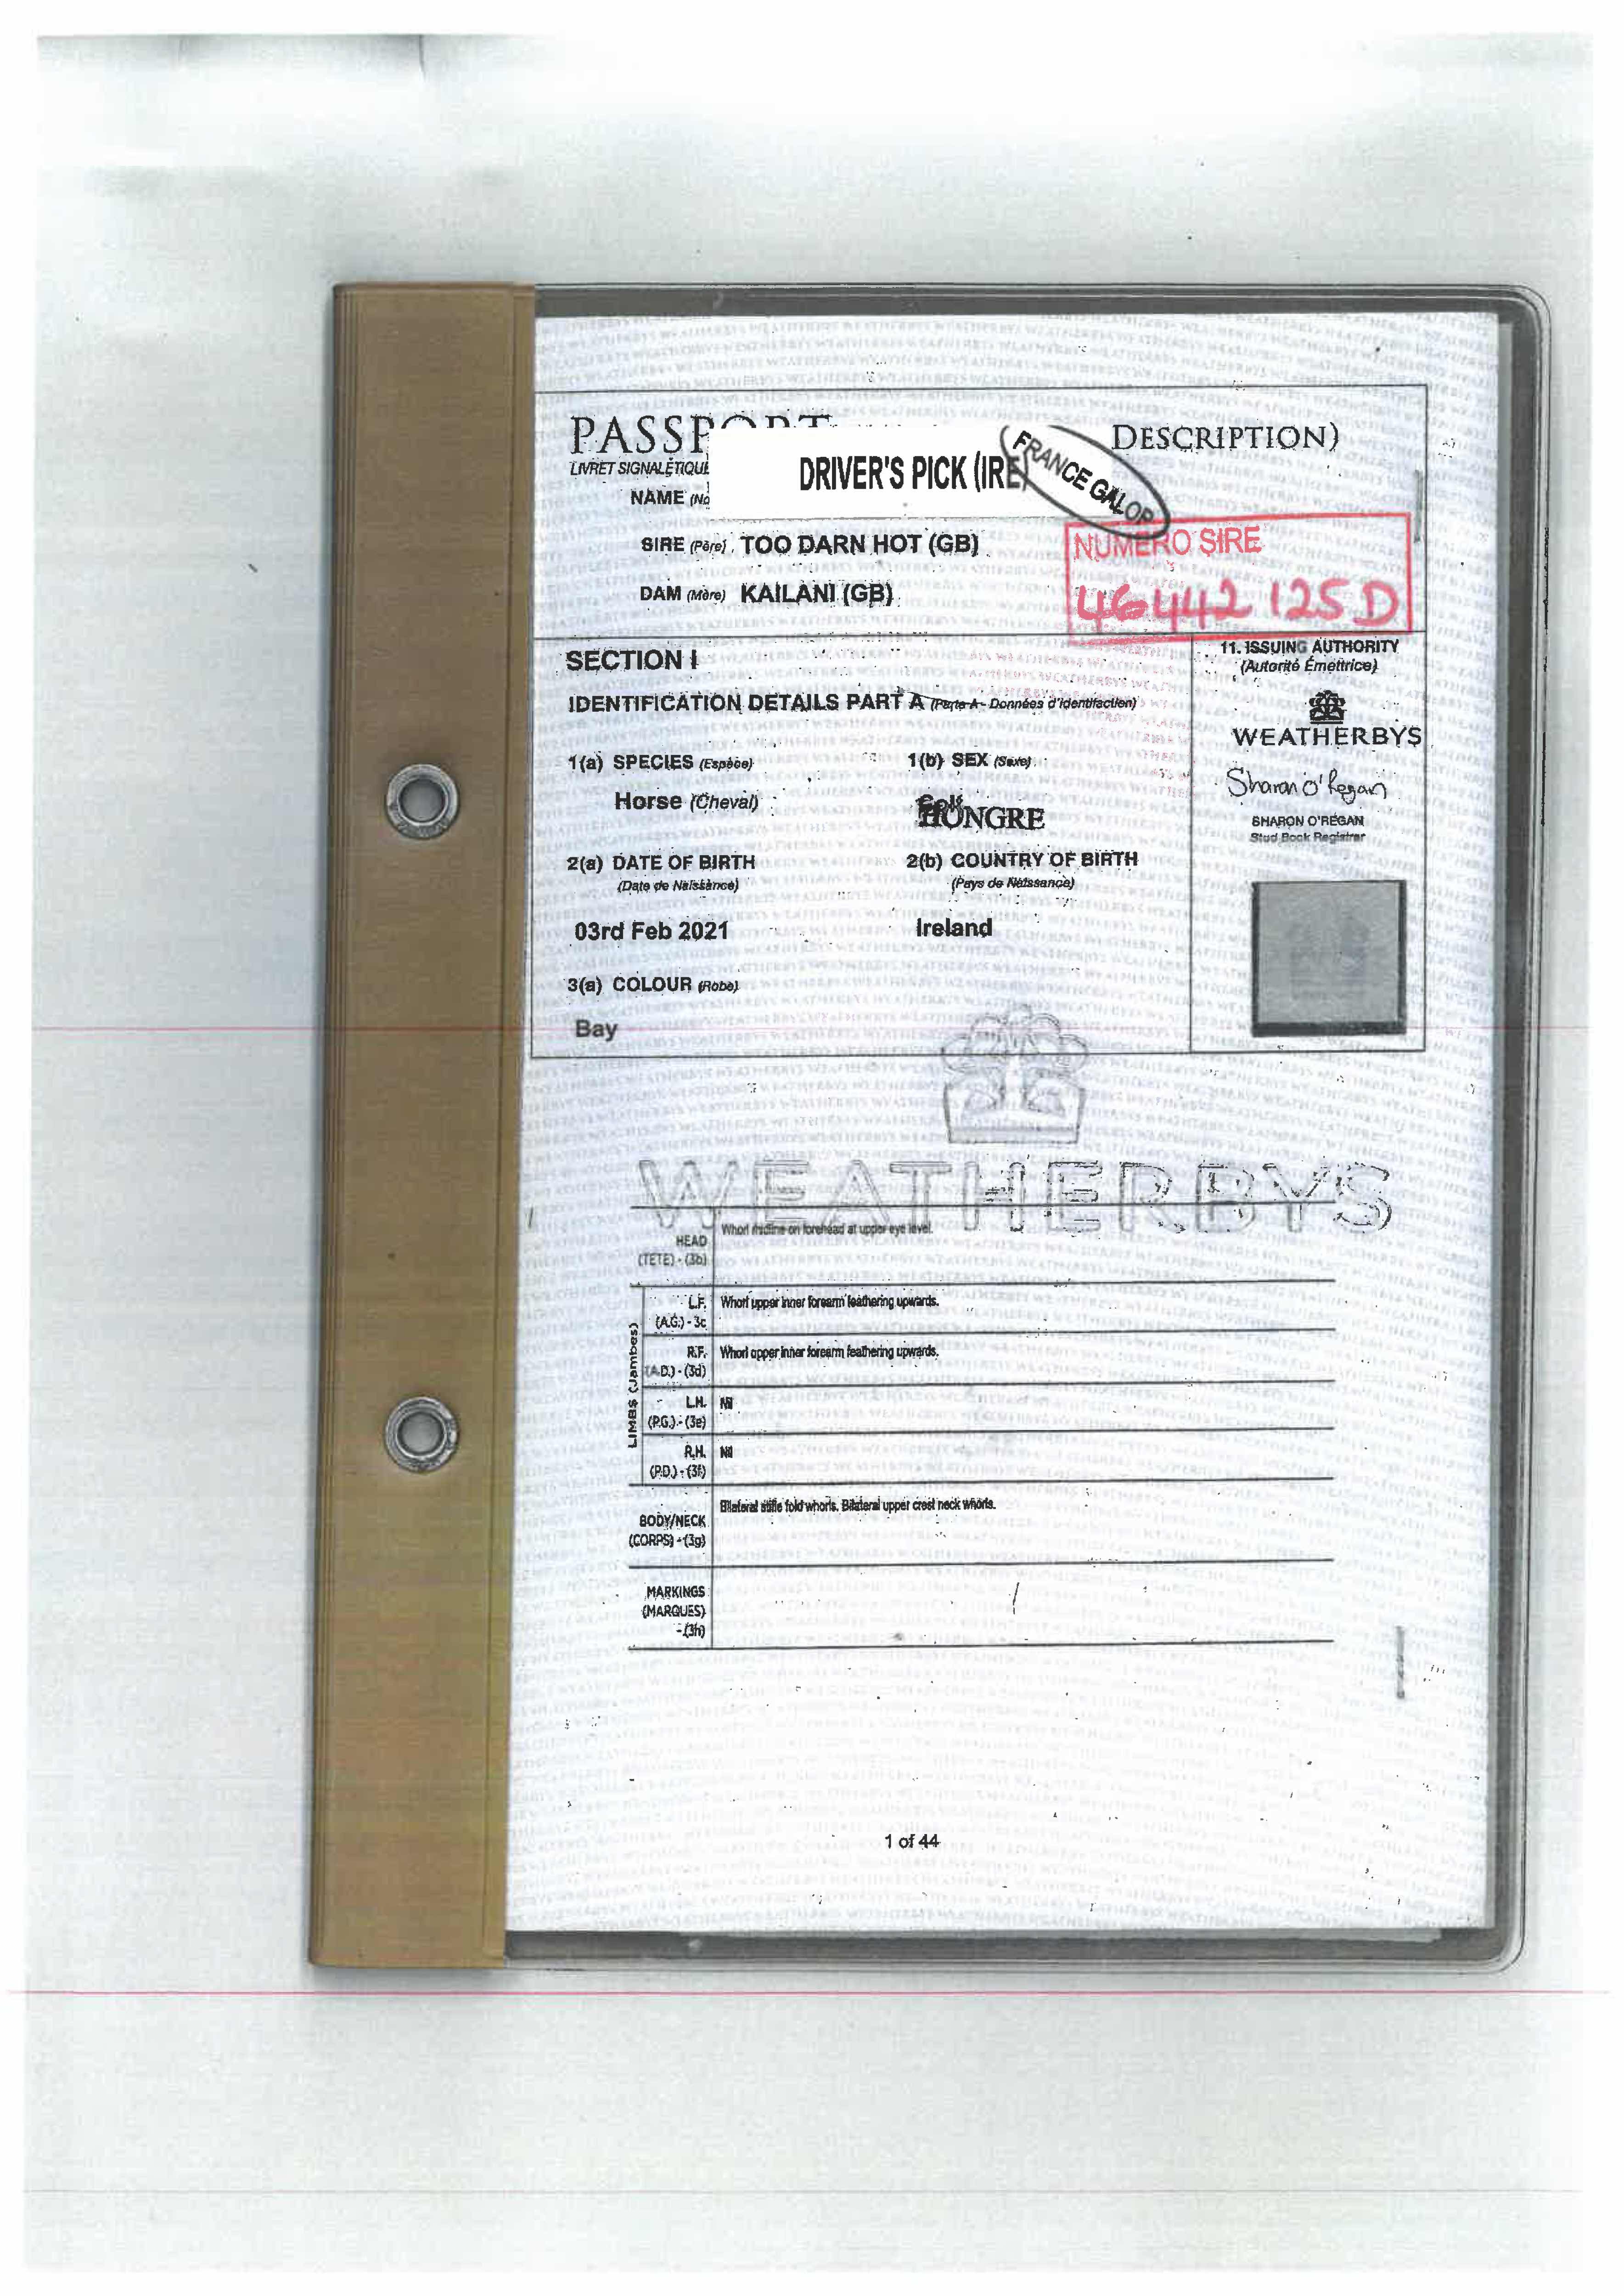 PASSPORT DESCRIPTION)
LIVRET SIGNALÉTIQUE
NAME
DRIVER'S PICK (IRE)
FRANCE GALOP
SIRE (Père) TOO DARN HOT (GB)
NUMERO SIRE
DAM (Mère) KAILANI (GB)
46442 125 D
SECTION I
IDENTIFICATION DETAILS PART A (Partie A - Données d'identifaction)
11. ISSUING AUTHORITY
(Autorité Émettrice)
WEATHERBYS
Sharon O'Regan
SHARON O'REGAN
Stud Book Registrar
1(a) SPECIES (Espèce)
1(b) SEX (Sexe)
Horse (Cheval)
HONGRE
2(a) DATE OF BIRTH
(Date de Naissance)
2(b) COUNTRY OF BIRTH
(Pays de Naissance)
03rd Feb 2021
Ireland
3(a) COLOUR (Robe)
Bay
WEATHERBYS
HEAD
(TETE) - (3b)
Whorl midline on forehead at upper eye level.
LIMBS (Jambes)
L.F.
(A.G.) - 3c
Whorl upper inner forearm feathering upwards.
R.F.
(A.D.) - (3d)
Whorl upper inner forearm feathering upwards.
L.H.
(P.G.) - (3e)
Nil
R.H.
(P.D.) - (3f)
Nil
BODY/NECK
(CORPS) - (3g)
Bilateral stifle fold whorls. Bilateral upper crest neck whorls.
MARKINGS
(MARQUES)
- (3h)
1 of 44